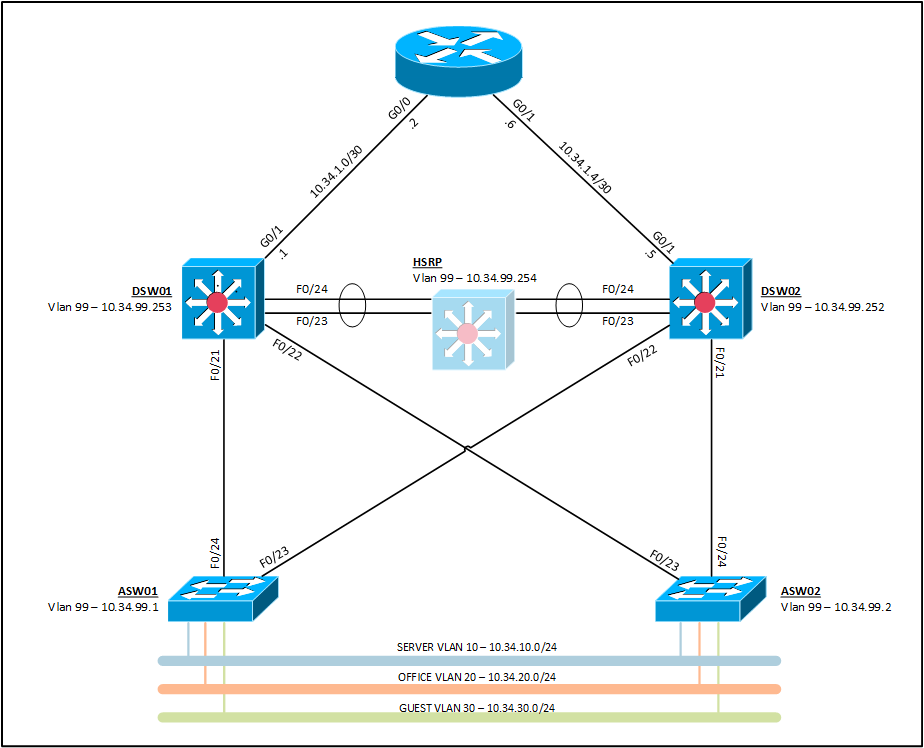 G0/0
.2
G0/1
.6
10.34.1.0/30
10.34.1.4/30
G0/1
.1
G0/1
.5
HSRP
Vlan 99 – 10.34.99.254
DSW01
Vlan 99 – 10.34.99.253
F0/24
F0/23
F0/24
F0/23
DSW02
Vlan 99 – 10.34.99.252
F0/21
F0/22
F0/22
F0/21
F0/24
F0/23
F0/23
F0/24
ASW01
Vlan 99 – 10.34.99.1
ASW02
Vlan 99 – 10.34.99.2
SERVER VLAN 10 – 10.34.10.0/24
OFFICE VLAN 20 – 10.34.20.0/24
GUEST VLAN 30 – 10.34.30.0/24